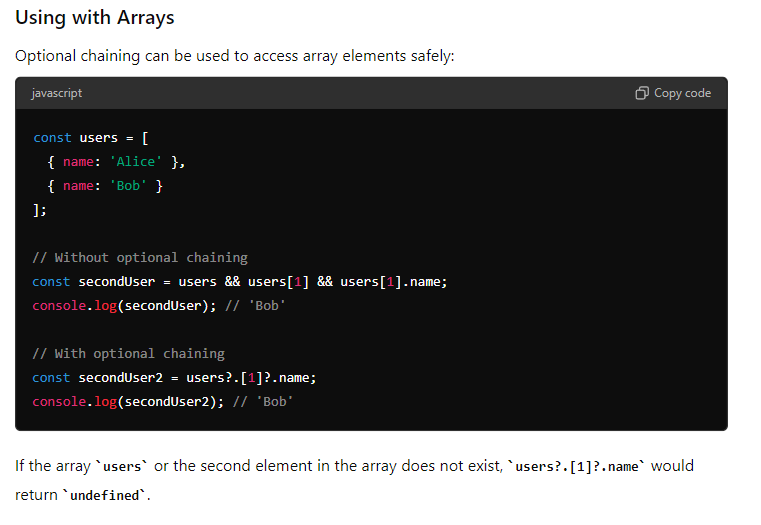 Using with Arrays
Optional chaining can be used to access array elements safely:
javascript
Copy code
const users = [
  { name: 'Alice' },
  { name: 'Bob' }
];
// Without optional chaining
const secondUser = users && users[1] && users[1].name;
console.log(secondUser); // 'Bob'
// With optional chaining
const secondUser2 = users?.[1]?.name;
console.log(secondUser2); // 'Bob'
If the array `users` or the second element in the array does not exist, `users?.[1]?.name` would
return `undefined`.